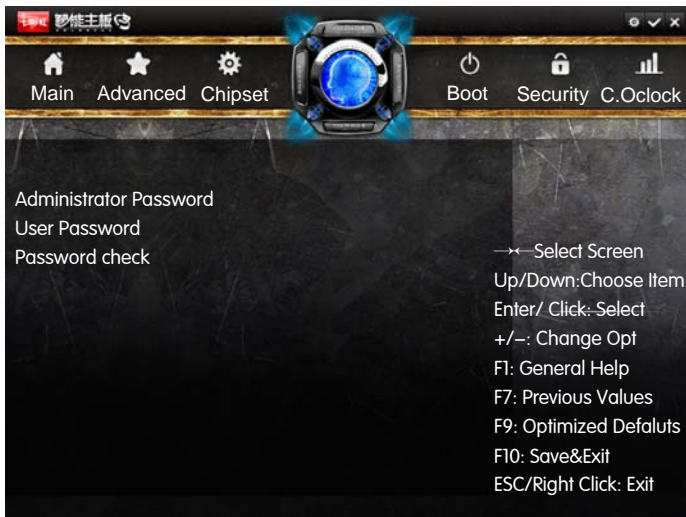 七彩虹 智能主板
Main Advanced Chipset Boot Security C.Oclock
Administrator Password
User Password
Password check
→←Select Screen
Up/Down:Choose Item
Enter/ Click: Select
+/−: Change Opt
F1: General Help
F7: Previous Values
F9: Optimized Defaluts
F10: Save&Exit
ESC/Right Click: Exit